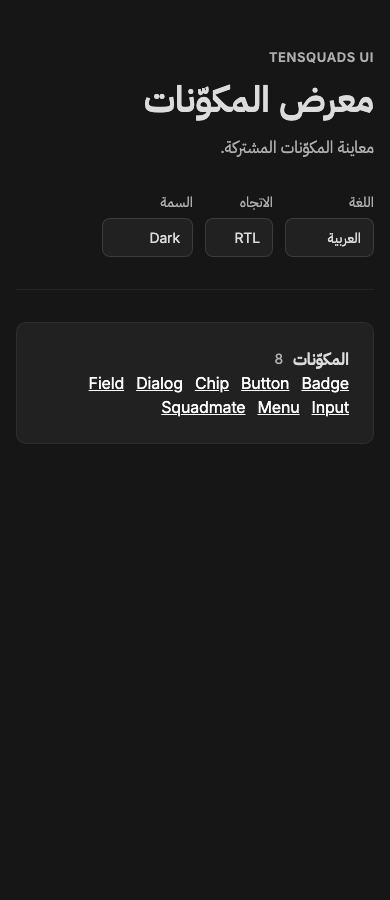 TENSQUADS UI
معرض المكوّنات
معاينة المكوّنات المشتركة.
اللغة الاتجاه السمة
العربية RTL Dark
المكوّنات 8
Badge Button Chip Dialog Field
Input Menu Squadmate